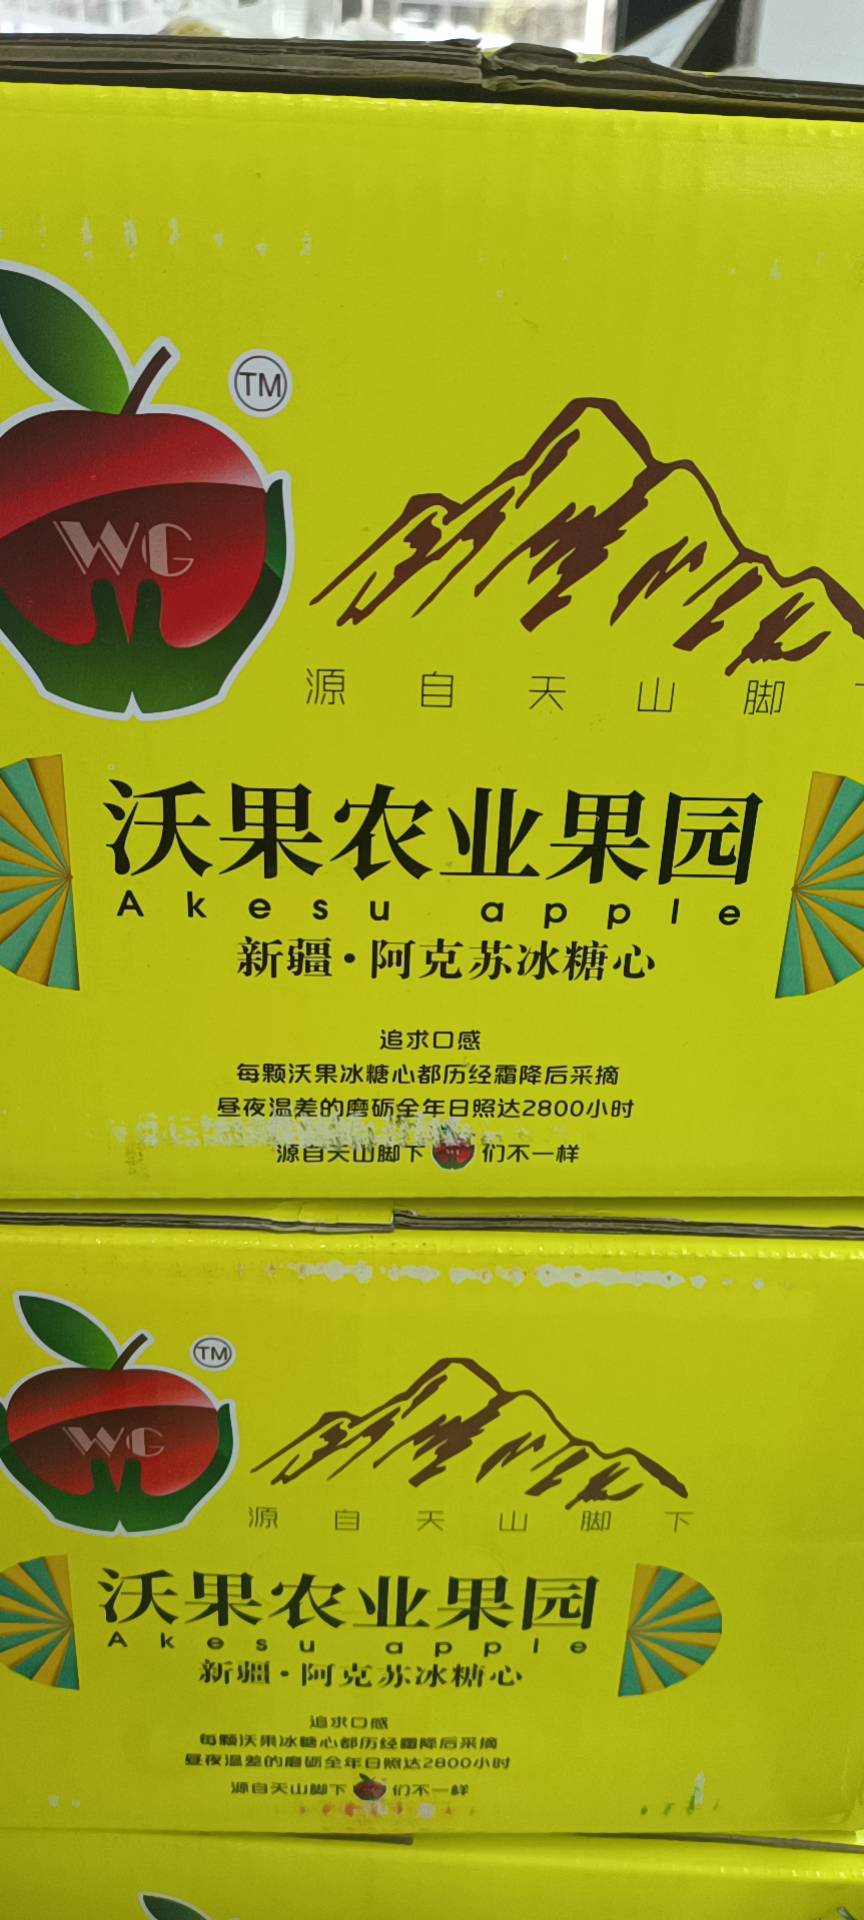 TM
WG
源自天山脚
沃果农业果园
Akesu apple
新疆·阿克苏冰糖心
追求口感
每颗沃果冰糖心都历经霜降后采摘
昼夜温差的磨砺全年日照达2800小时
源自天山脚下 们不一样
TM
WG
源自天山脚下
沃果农业果园
Akesu apple
新疆·阿克苏冰糖心
追求口感
每颗沃果冰糖心都历经霜降后采摘
昼夜温差的磨砺全年日照达2800小时
源自天山脚下 们不一样